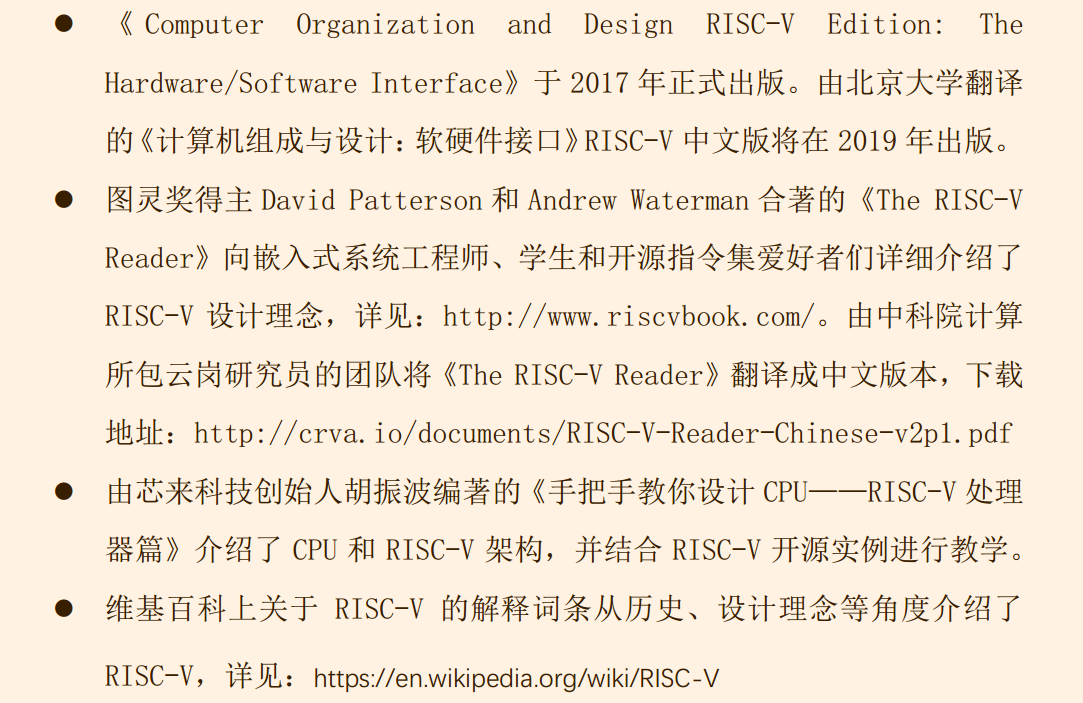 ● 《Computer Organization and Design RISC-V Edition: The
Hardware/Software Interface》于 2017 年正式出版。由北京大学翻译
的《计算机组成与设计：软硬件接口》RISC-V 中文版将在 2019 年出版。
● 图灵奖得主 David Patterson 和 Andrew Waterman 合著的《The RISC-V
Reader》向嵌入式系统工程师、学生和开源指令集爱好者们详细介绍了
RISC-V 设计理念，详见：http://www.riscvbook.com/。由中科院计算
所包云岗研究员的团队将《The RISC-V Reader》翻译成中文版本，下载
地址：http://crva.io/documents/RISC-V-Reader-Chinese-v2p1.pdf
● 由芯来科技创始人胡振波编著的《手把手教你设计 CPU——RISC-V 处理
器篇》介绍了 CPU 和 RISC-V 架构，并结合 RISC-V 开源实例进行教学。
● 维基百科上关于 RISC-V 的解释词条从历史、设计理念等角度介绍了
RISC-V，详见：https://en.wikipedia.org/wiki/RISC-V